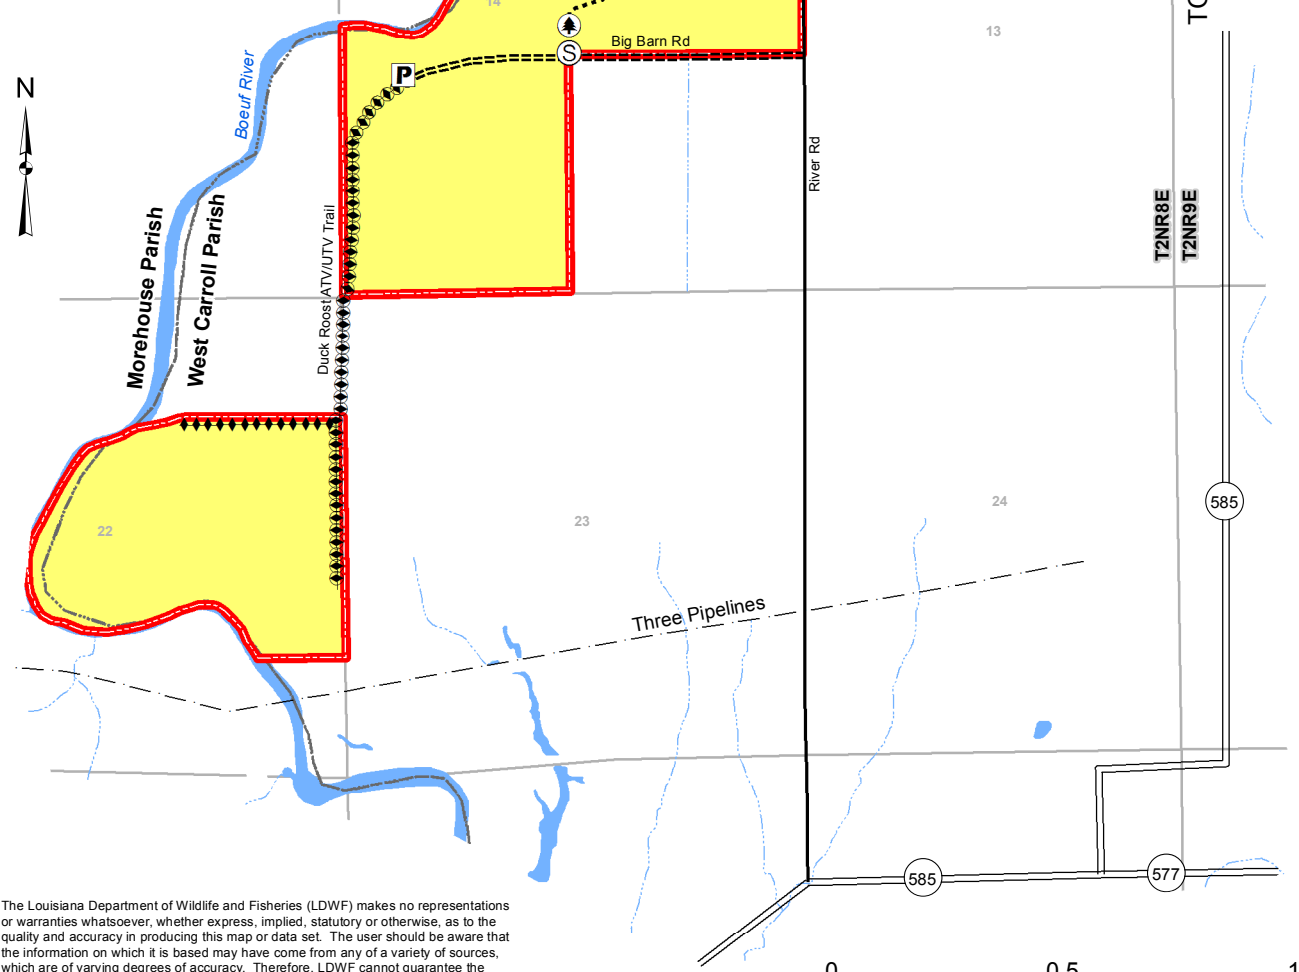 14
13
TO
Big Barn Rd
S
P
N
Boeuf River
River Rd
T2NR8E
T2NR9E
Morehouse Parish
West Carroll Parish
Duck Roost ATV/UTV Trail
22
23
24
585
Three Pipelines
585
577
The Louisiana Department of Wildlife and Fisheries (LDWF) makes no representations
or warranties whatsoever, whether express, implied, statutory or otherwise, as to the
quality and accuracy in producing this map or data set. The user should be aware that
the information on which it is based may have come from any of a variety of sources,
which are of varying degrees of accuracy. Therefore, LDWF cannot guarantee the
0 0.5 1